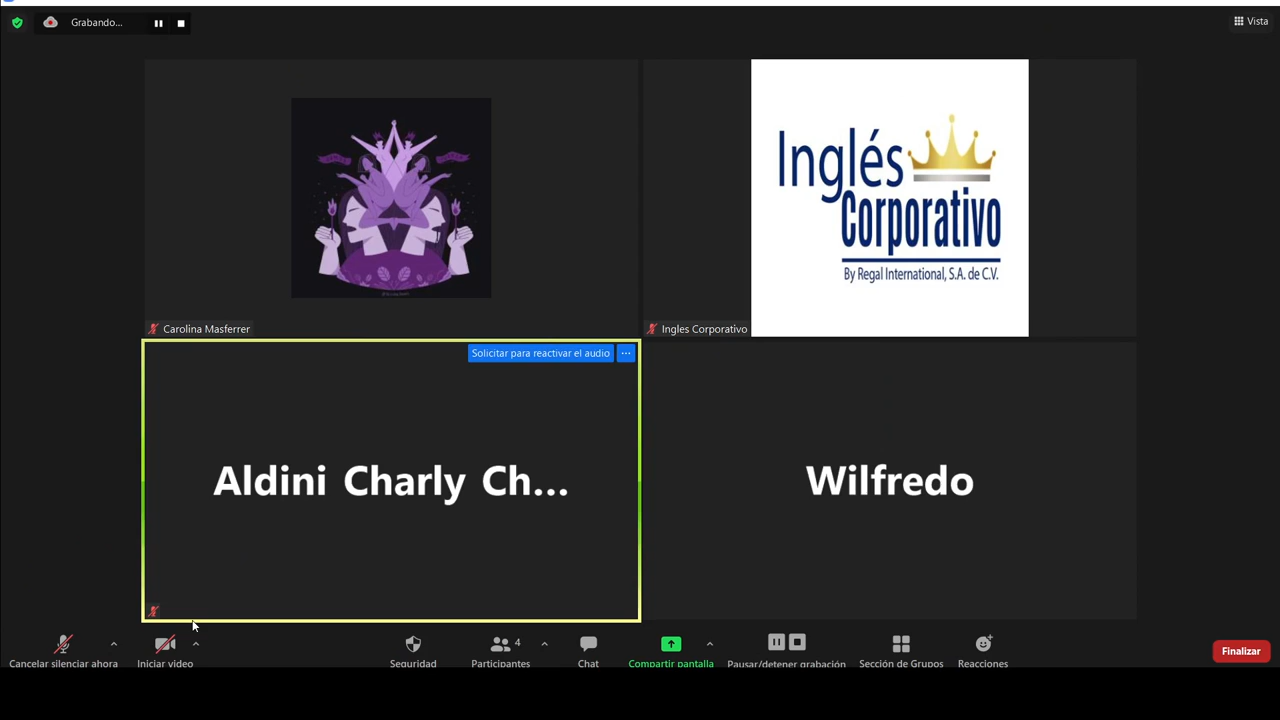 Grabando...
Vista
Inglés
Corporativo
By Regal International, S.A. de C.V.
Carolina Masferrer
Ingles Corporativo
Solicitar para reactivar el audio
Aldini Charly Ch...
Wilfredo
4
Cancelar silenciar ahora
Iniciar video
Seguridad
Participantes
Chat
Compartir pantalla
Pausar/detener grabación
Sección de Grupos
Reacciones
Finalizar